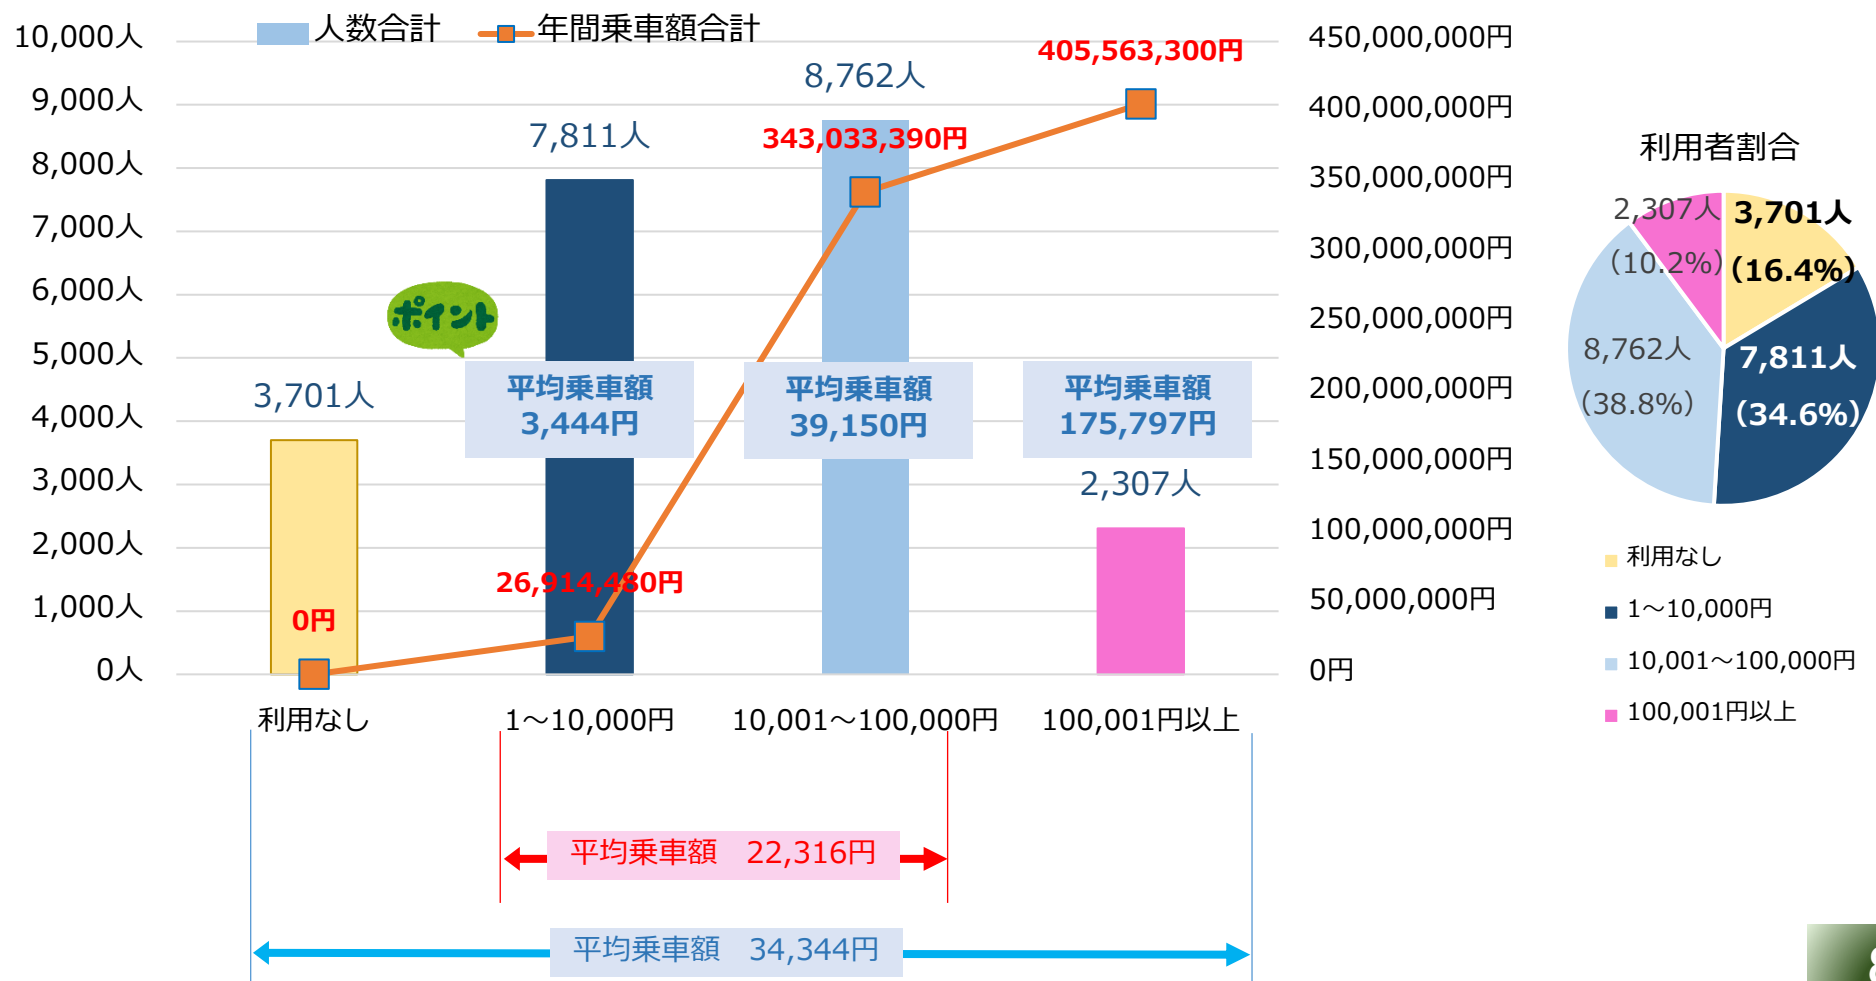 人数合計
年間乗車額合計
10,000人
9,000人
8,000人
7,000人
6,000人
5,000人
4,000人
3,000人
2,000人
1,000人
0人
450,000,000円
400,000,000円
350,000,000円
300,000,000円
250,000,000円
200,000,000円
150,000,000円
100,000,000円
50,000,000円
0円
3,701人
7,811人
8,762人
2,307人
0円
26,914,480円
343,033,390円
405,563,300円
ポイント
平均乗車額
3,444円
平均乗車額
39,150円
平均乗車額
175,797円
利用なし
1～10,000円
10,001～100,000円
100,001円以上
平均乗車額　22,316円
平均乗車額　34,344円
利用者割合
3,701人
(16.4%)
7,811人
(34.6%)
8,762人
(38.8%)
2,307人
(10.2%)
利用なし
1～10,000円
10,001～100,000円
100,001円以上